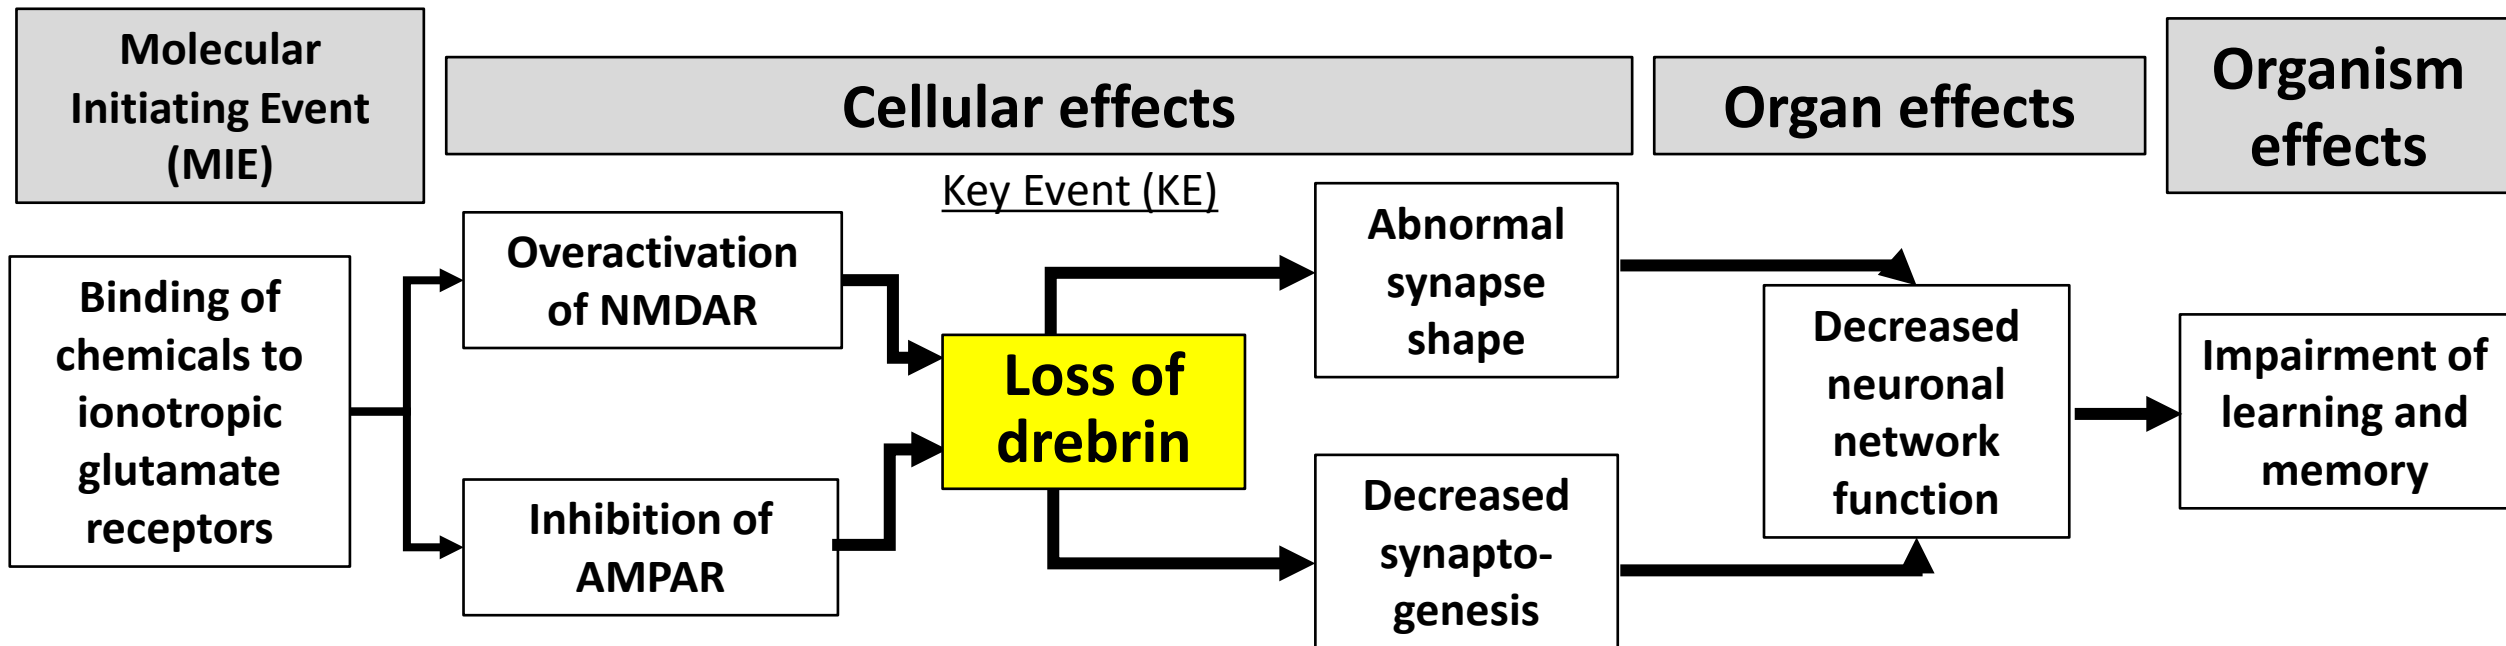 Molecular
Initiating Event
(MIE)
Cellular effects
Organ effects
Organism
effects
Key Event (KE)
Binding of
chemicals to
ionotropic
glutamate
receptors
Overactivation
of NMDAR
Inhibition of
AMPAR
Loss of
drebrin
Abnormal
synapse
shape
Decreased
synapto-
genesis
Decreased
neuronal
network
function
Impairment of
learning and
memory